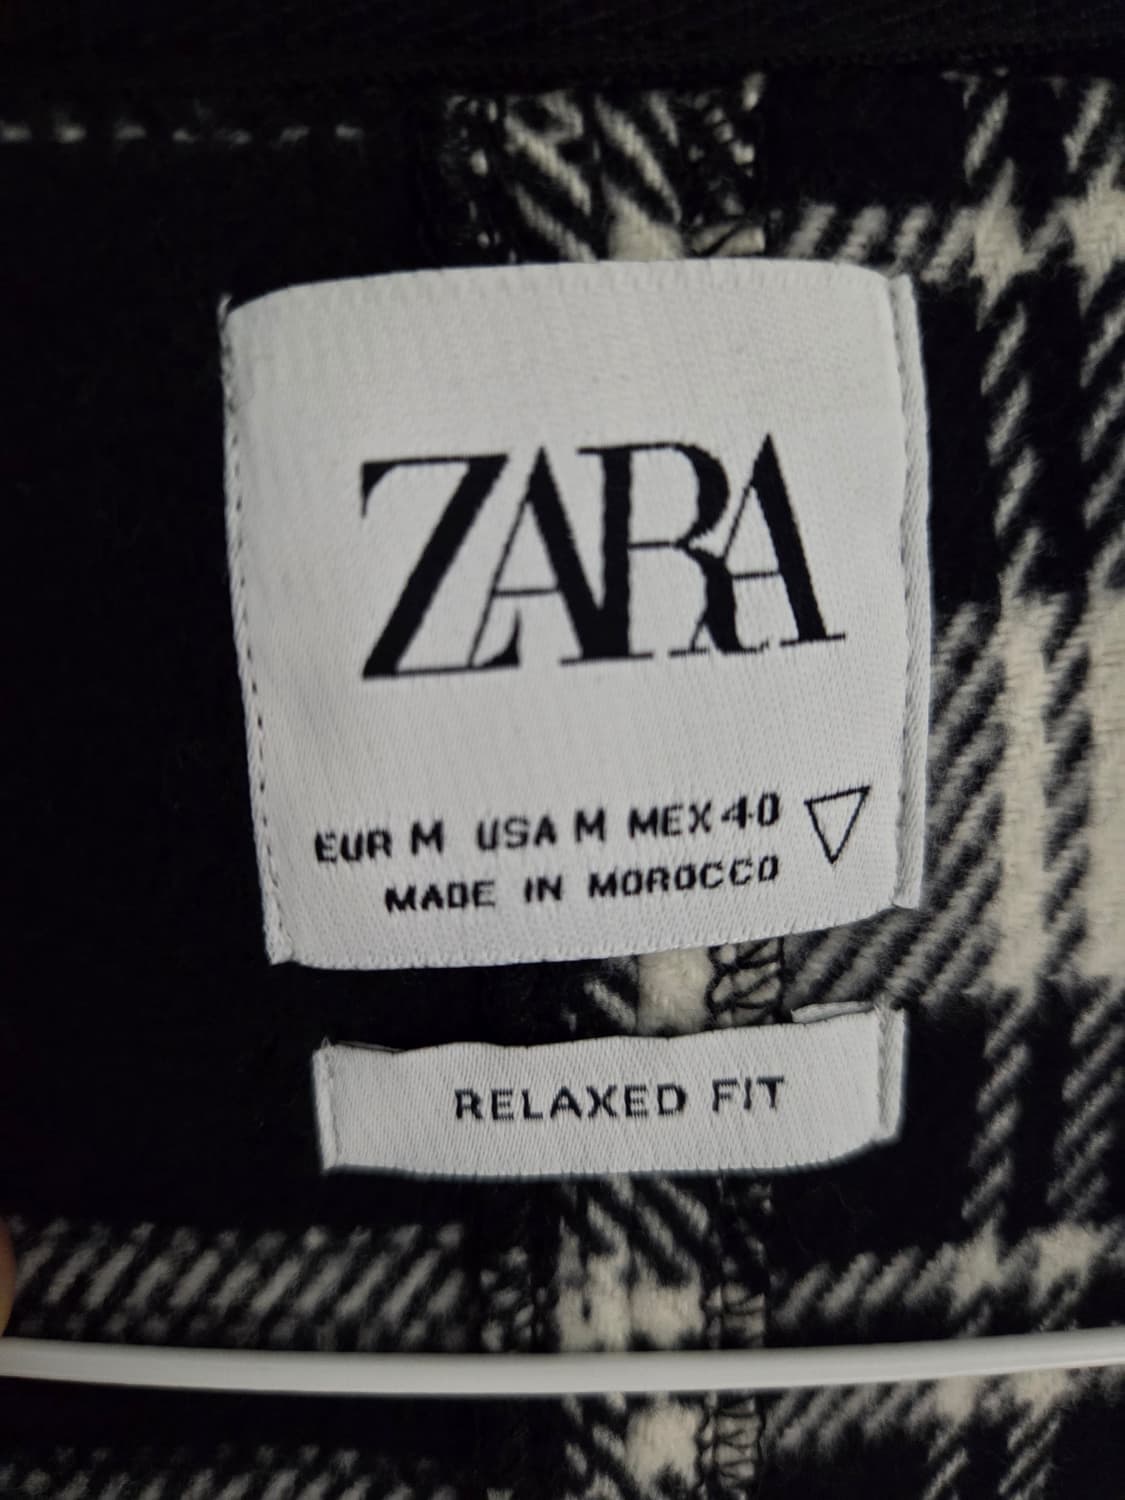 ZARA
EUR M USA M MEX 40
MADE IN MOROCCO
RELAXED FIT